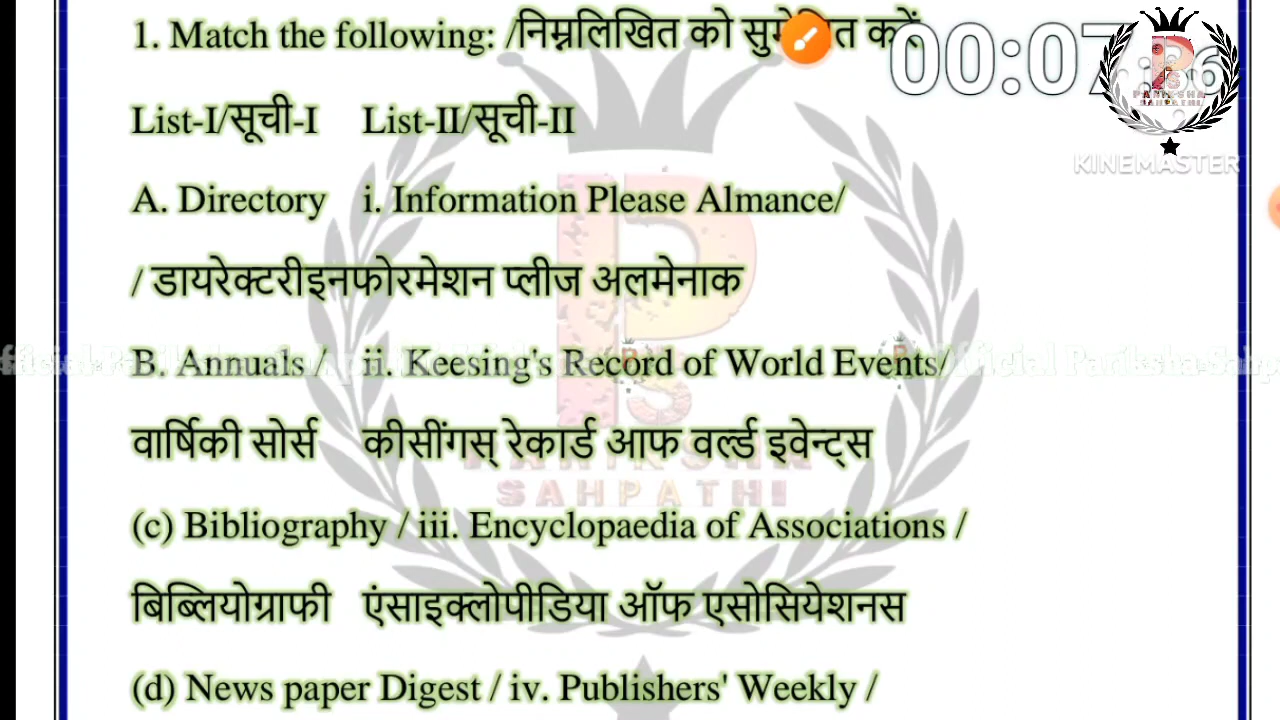 1. Match the following: /निम्नलिखित को सुमेलित करें
00:07
List-I/सूची-I List-II/सूची-II
KINEMASTER
A. Directory i. Information Please Almance/
/ डायरेक्टरीइनफोरमेशन प्लीज अलमेनाक
B. Annuals / ii. Keesing's Record of World Events/
वार्षिकी सोर्स कीसींगस् रेकार्ड आफ वर्ल्ड इवेन्ट्स
PARIKSHA
SAHPATHI
(c) Bibliography / iii. Encyclopaedia of Associations /
बिब्लियोग्राफी एंसाइक्लोपीडिया ऑफ एसोसियेशनस
(d) News paper Digest / iv. Publishers' Weekly /